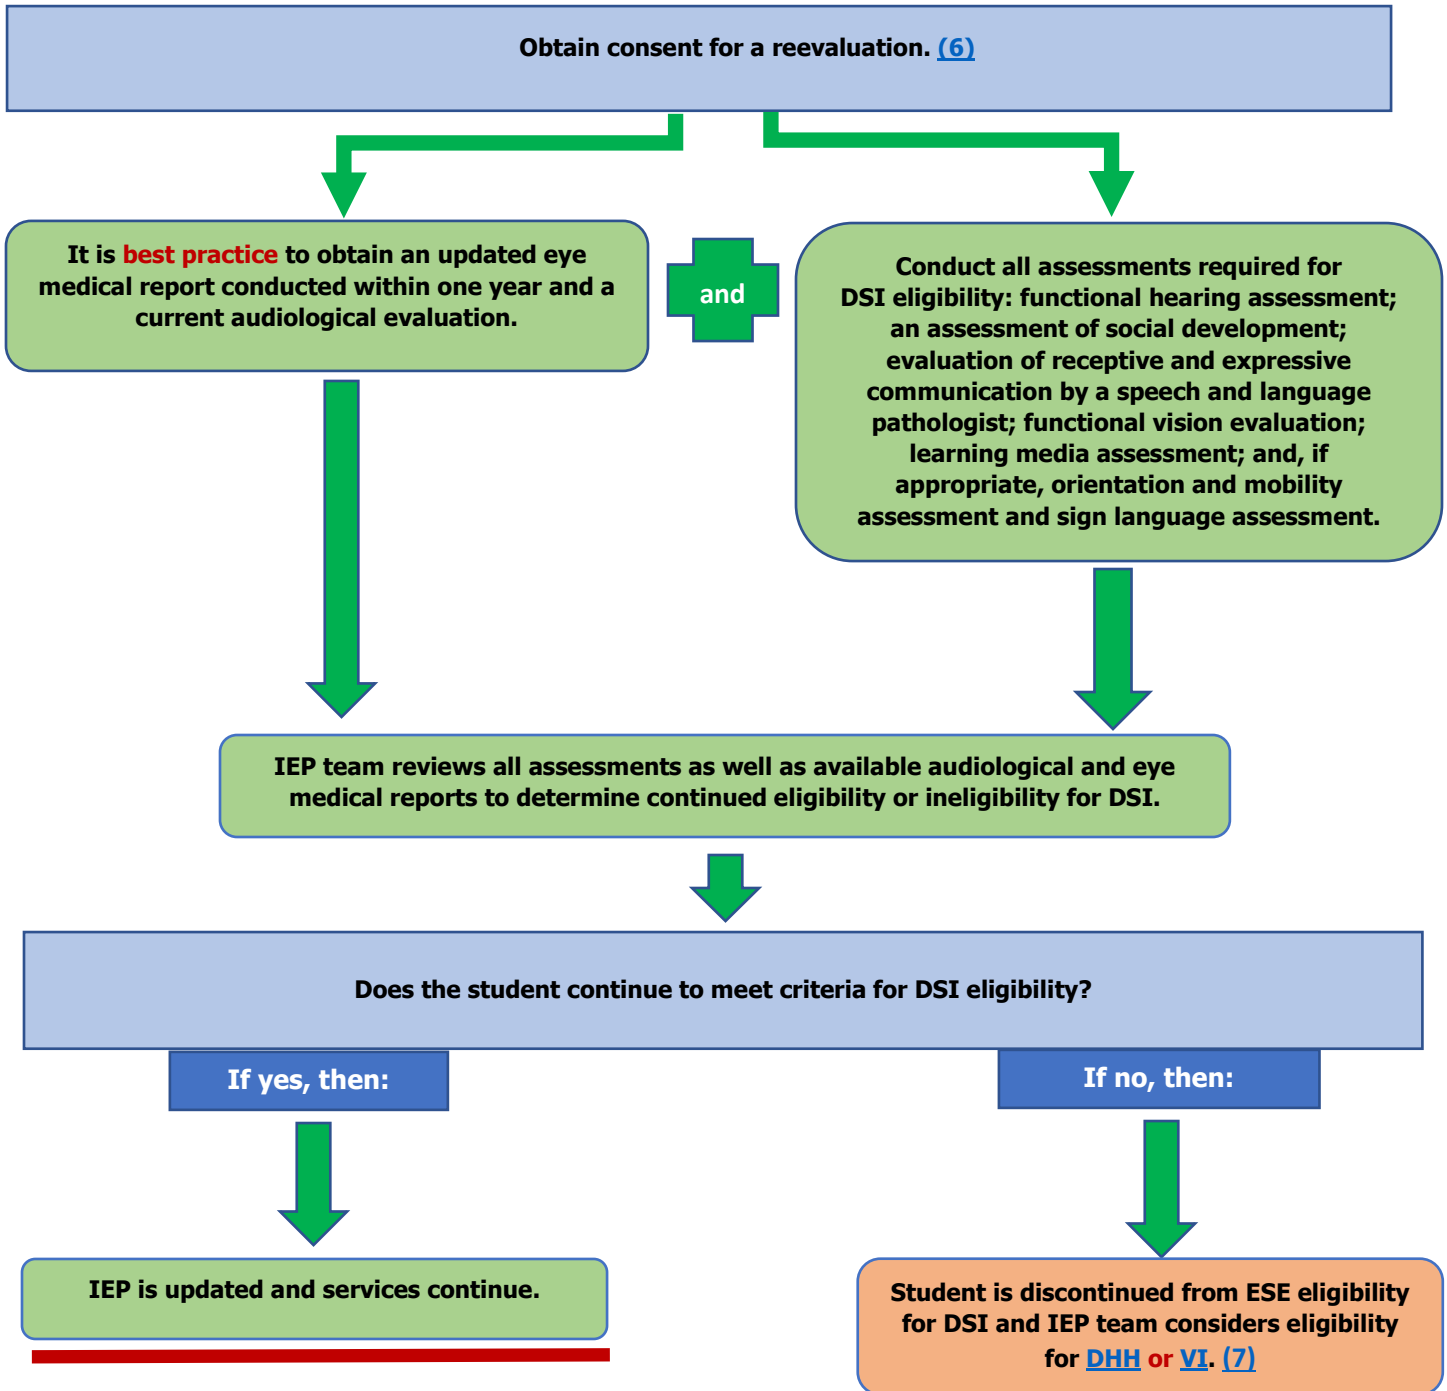 Obtain consent for a reevaluation. (6)
It is best practice to obtain an updated eye
medical report conducted within one year and a
current audiological evaluation.
and
Conduct all assessments required for
DSI eligibility: functional hearing assessment;
an assessment of social development;
evaluation of receptive and expressive
communication by a speech and language
pathologist; functional vision evaluation;
learning media assessment; and, if
appropriate, orientation and mobility
assessment and sign language assessment.
IEP team reviews all assessments as well as available audiological and eye
medical reports to determine continued eligibility or ineligibility for DSI.
Does the student continue to meet criteria for DSI eligibility?
If yes, then:
If no, then:
IEP is updated and services continue.
Student is discontinued from ESE eligibility
for DSI and IEP team considers eligibility
for DHH or VI. (7)